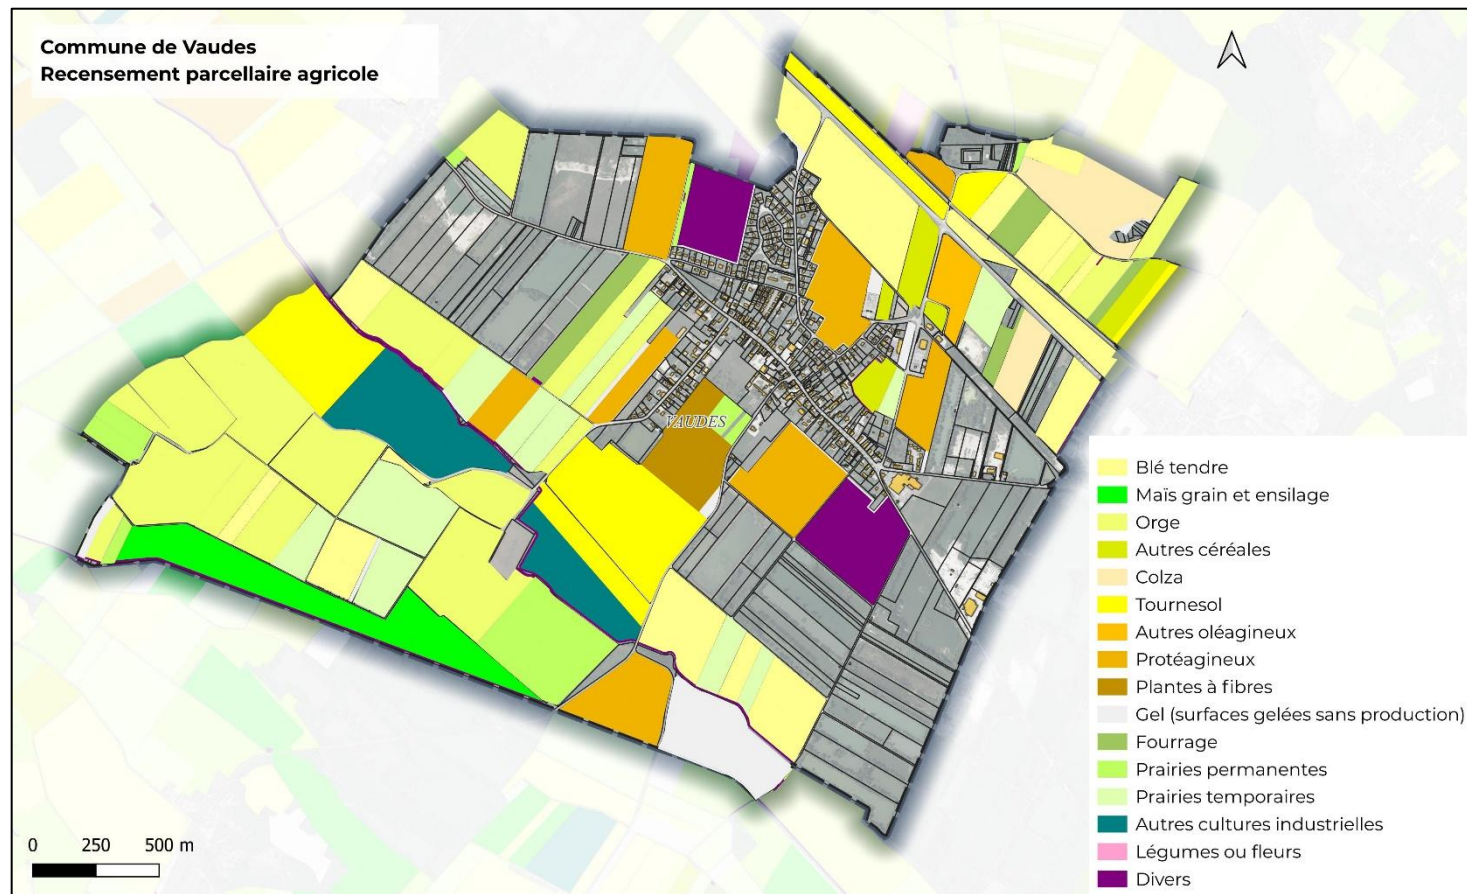 Commune de Vaudes
Recensement parcellaire agricole
VAUDES
Blé tendre
Maïs grain et ensilage
Orge
Autres céréales
Colza
Tournesol
Autres oléagineux
Protéagineux
Plantes à fibres
Gel (surfaces gelées sans production)
Fourrage
Prairies permanentes
Prairies temporaires
Autres cultures industrielles
Légumes ou fleurs
Divers
0 250 500 m